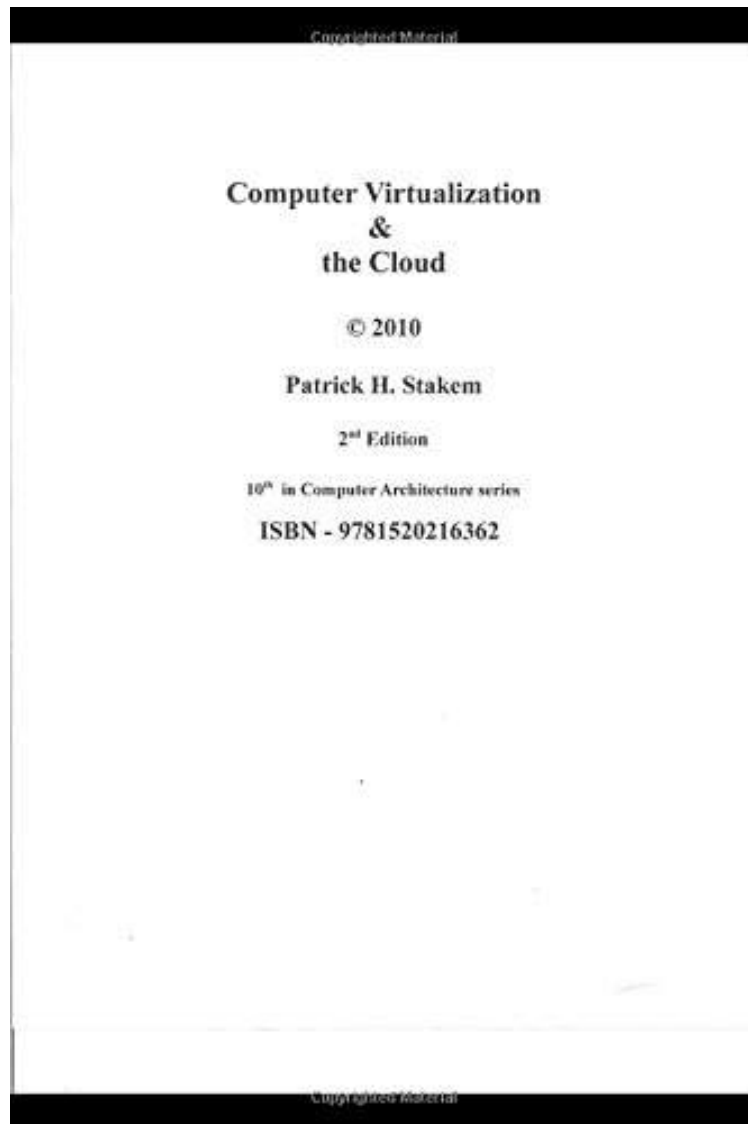 Copyrighted Material
Computer Virtualization
&
the Cloud
© 2010
Patrick H. Stakem
2nd Edition
10th in Computer Architecture series
ISBN - 9781520216362
Copyrighted Material